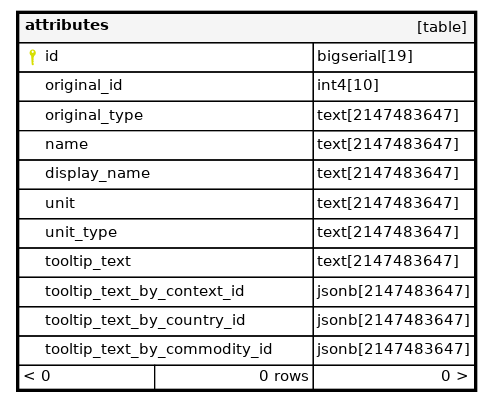 attributes [table]
id bigserial[19]
original_id int4[10]
original_type text[2147483647]
name text[2147483647]
display_name text[2147483647]
unit text[2147483647]
unit_type text[2147483647]
tooltip_text text[2147483647]
tooltip_text_by_context_id jsonb[2147483647]
tooltip_text_by_country_id jsonb[2147483647]
tooltip_text_by_commodity_id jsonb[2147483647]
< 0 0 rows 0 >